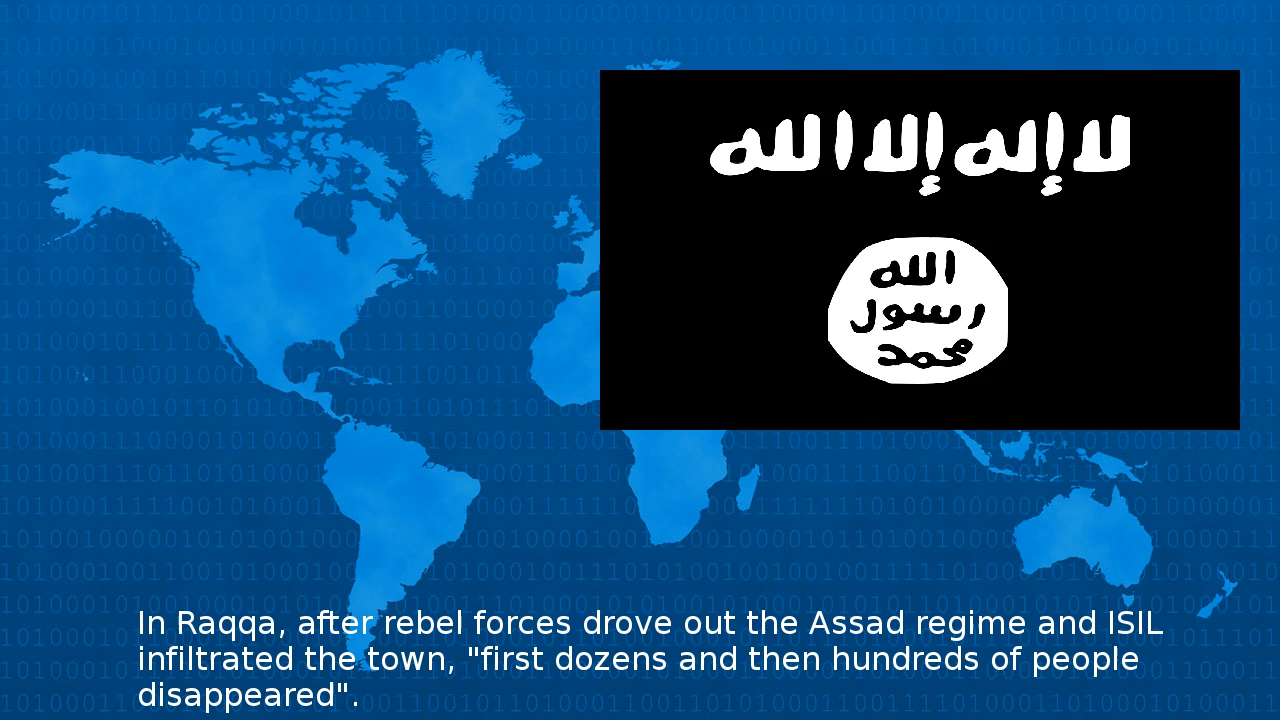 لا إله إلا الله
الله
رسول
محمد
In Raqqa, after rebel forces drove out the Assad regime and ISIL
infiltrated the town, "first dozens and then hundreds of people
disappeared".